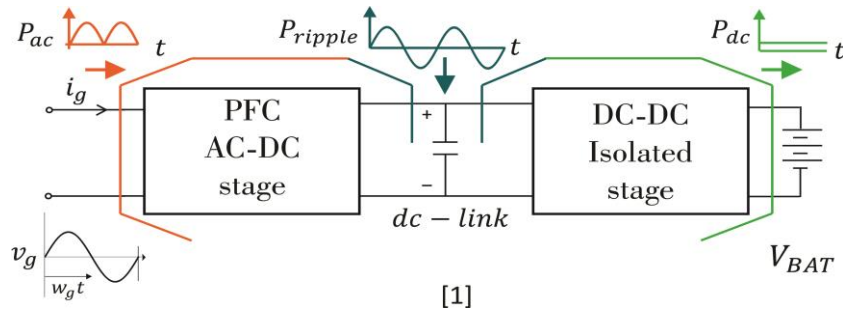 P_ac t
P_ripple t
P_dc t
i_g
PFC
AC-DC
stage
+
−
dc − link
DC-DC
Isolated
stage
v_g
w_g t
V_BAT
[1]